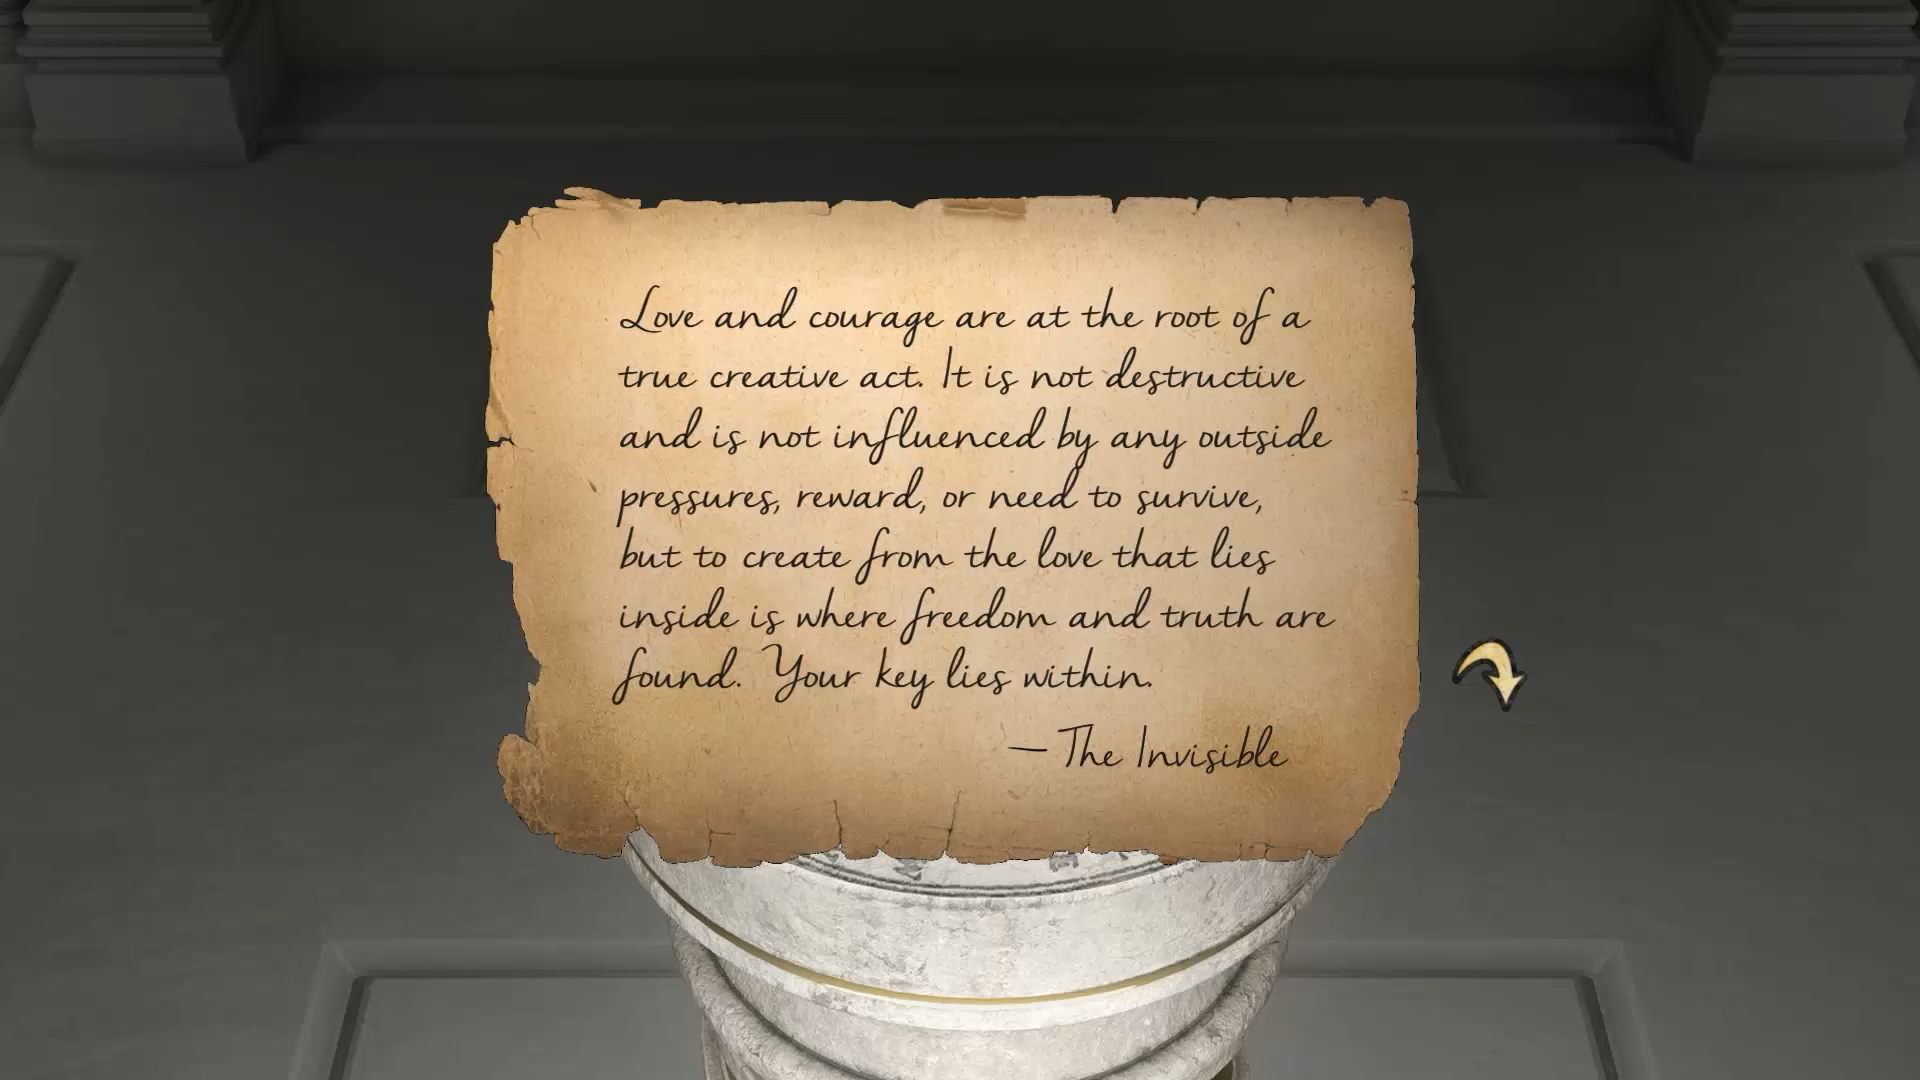 Love and courage are at the root of a
true creative act. It is not destructive
and is not influenced by any outside
pressures, reward, or need to survive,
but to create from the love that lies
inside is where freedom and truth are
found. Your key lies within.
— The Invisible